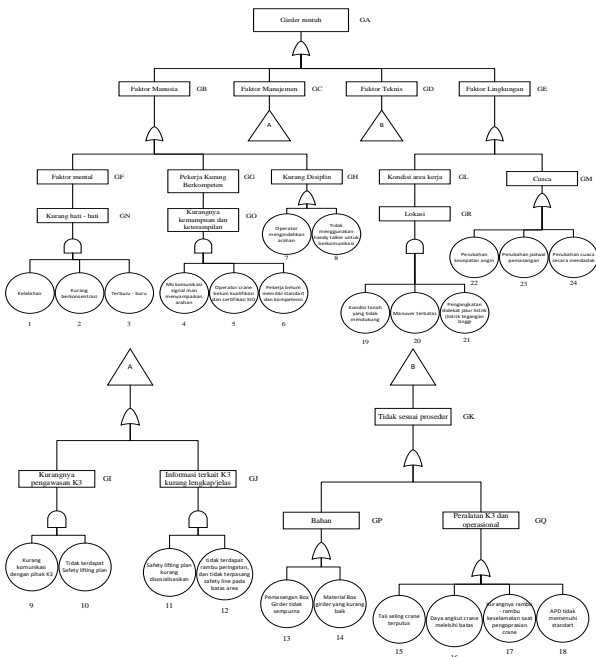 Girder runtuh GA
Faktor Manusia GB
Faktor Manajemen GC
Faktor Teknis GD
Faktor Lingkungan GE
A
B
Faktor mental GF
Pekerja Kurang
Berkompeten
GG
Kurang Disiplin GH
Kondisi area kerja GL
Cuaca GM
Kurang hati - hati GN
Kurangnya
kemampuan dan
keterampilan
GO
Lokasi GR
Operator
mengindahkan
arahan
7
Tidak
menggunakan
handy talkie untuk
berkomunikasi
8
Kelelahan
1
Kurang
berkonsentrasi
2
Terburu - buru
3
Miskomunikasi
signal man
menyampaikan
arahan
4
Operator crane
belum kualifikasi
dan sertifikasi SIO
5
Pekerja belum
memiliki standart
dan kompetensi
6
Perubahan
kecepatan angin
22
Perubahan jadwal
pemasangan
23
Perubahan cuaca
secara mendadak
24
Kondisi tanah
yang tidak
mendukung
19
Manuver terbatas
20
Pengangkatan
didekat jalur listrik
(listrik tegangan
tinggi
21
A
Kurangnya
pengawasan K3
GI
Informasi terkait K3
kurang lengkap/jelas
GJ
Kurang
komunikasi
dengan pihak K3
9
Tidak terdapat
Safety lifting plan
10
Safety lifting plan
kurang
disosialisasikan
11
tidak terdapat
rambu peringatan,
dan tidak terpasang
safety line pada
batas area
12
B
Tidak sesuai prosedur GK
Bahan GP
Peralatan K3 dan
operasional
GQ
Pemasangan Box
Girder tidak
sempurna
13
Material Box
girder yang kurang
baik
14
Tali seling crane
terputus
15
Daya angkut crane
melebihi batas
16
Kurangnya rambu
- rambu
keselamatan saat
pengoprasian
crane
17
APD tidak
memenuhi
standart
18